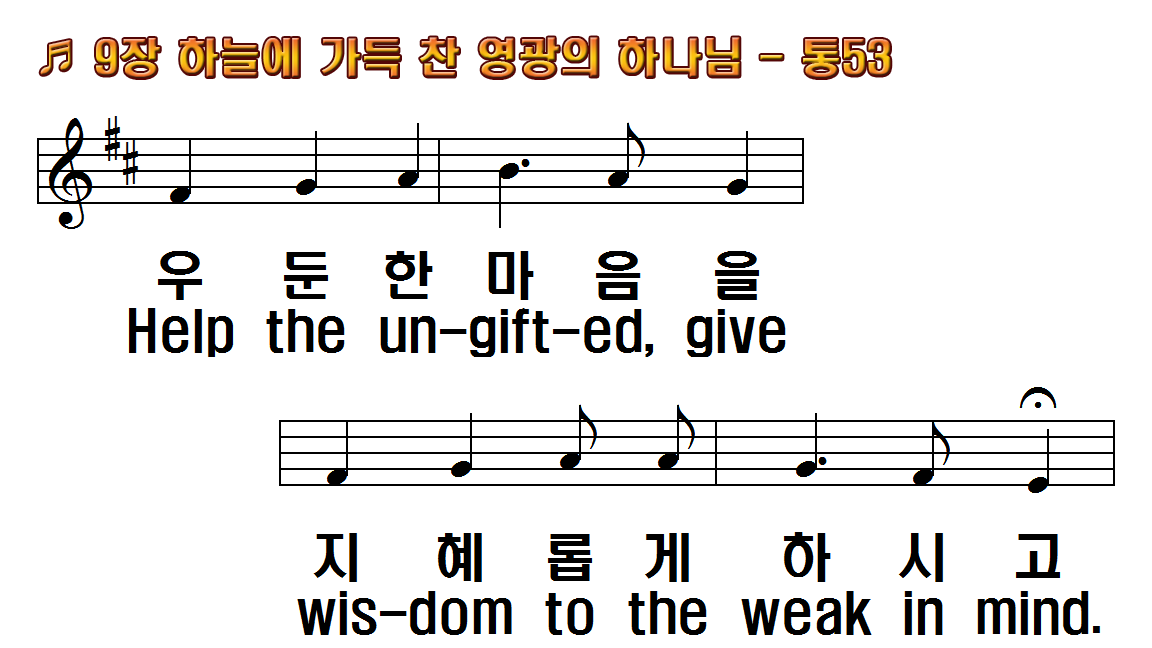 ♬ 9장 하늘에 가득 찬 영광의 하나님 - 통53
우 둔 한 마 음 을
Help the un-gift-ed, give
지 혜 롭 게 하 시 고
wis-dom to the weak in mind.